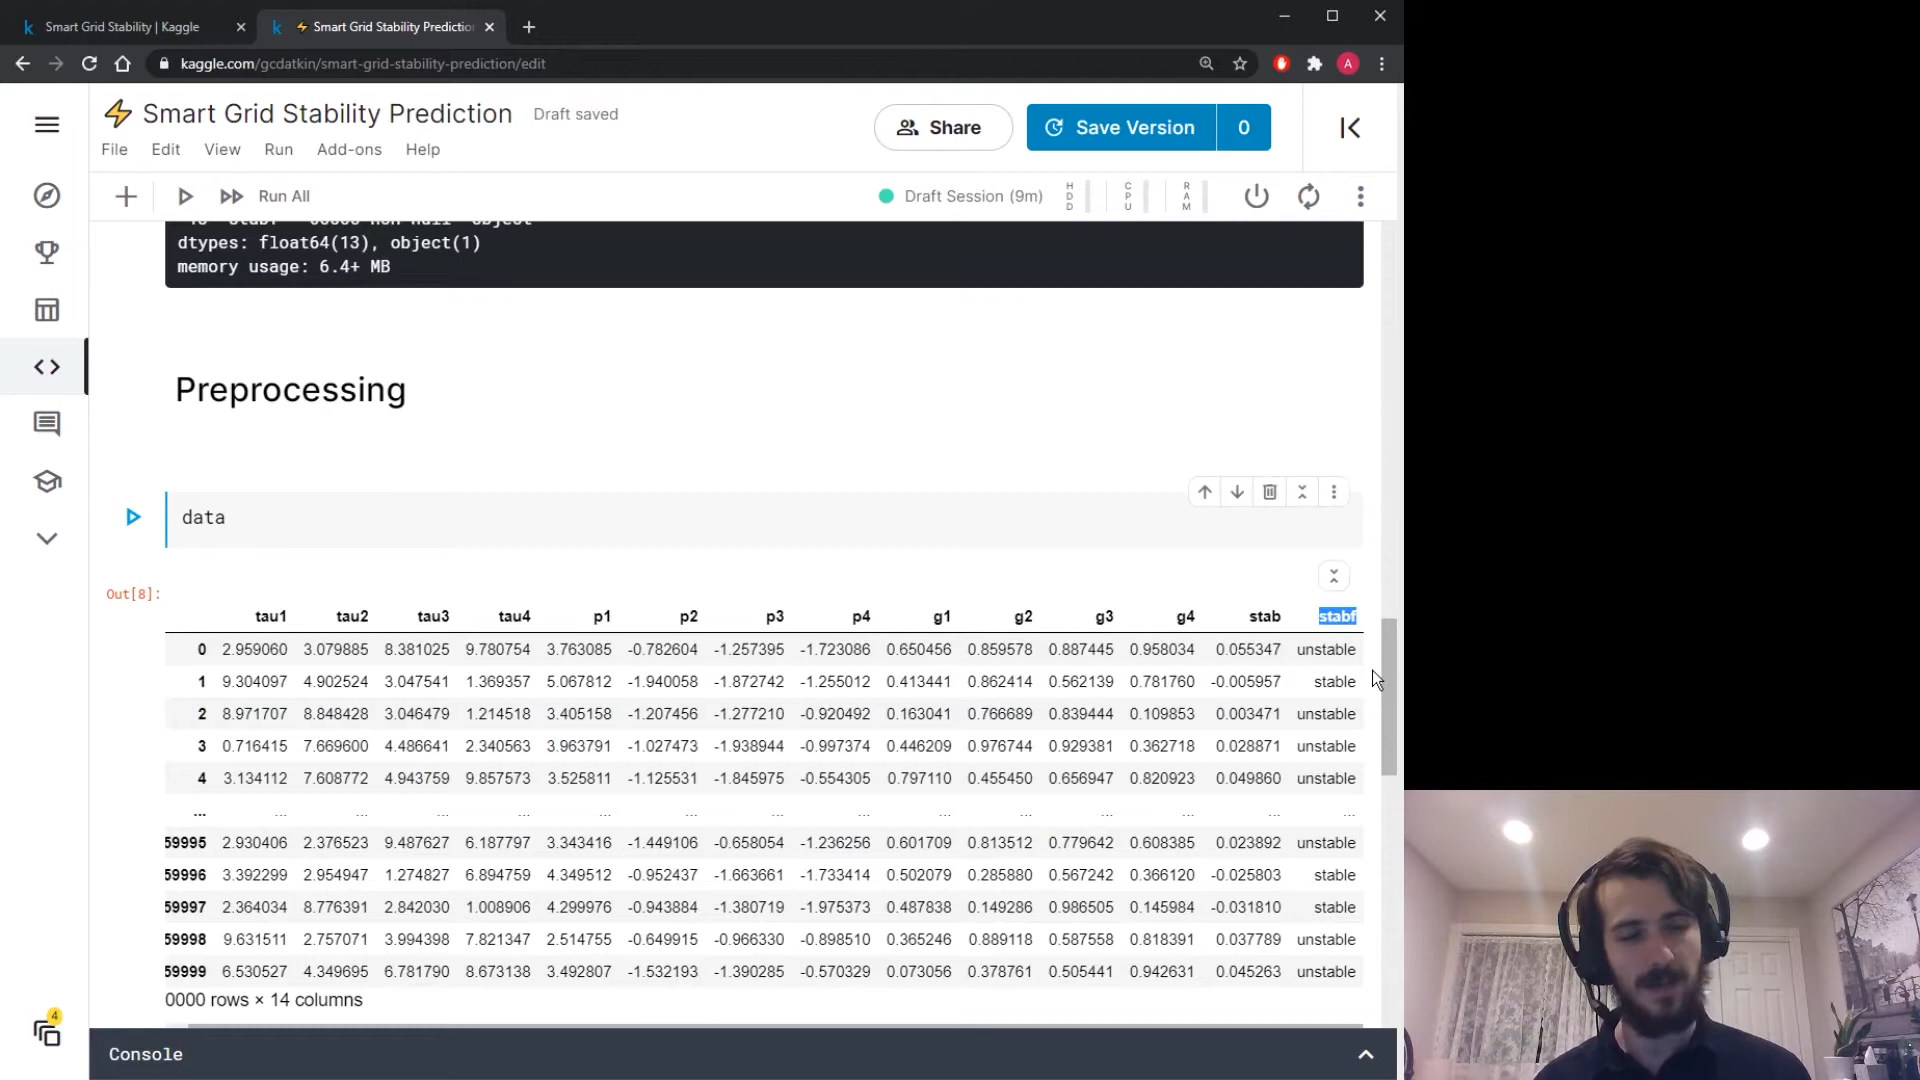 Smart Grid Stability | Kaggle
Smart Grid Stability Predictio
kaggle.com/gcdatkin/smart-grid-stability-prediction/edit
A
Smart Grid Stability Prediction
Draft saved
Share
Save Version
0
File Edit View Run Add-ons Help
Run All
Draft Session (9m)
HDD
CPU
RAM
dtypes: float64(13), object(1)
memory usage: 6.4+ MB
Preprocessing
data
Out[8]:
tau1 tau2 tau3 tau4 p1 p2 p3 p4 g1 g2 g3 g4 stab stabf
0 2.959060 3.079885 8.381025 9.780754 3.763085 -0.782604 -1.257395 -1.723086 0.650456 0.859578 0.887445 0.958034 0.055347 unstable
1 9.304097 4.902524 3.047541 1.369357 5.067812 -1.940058 -1.872742 -1.255012 0.413441 0.862414 0.562139 0.781760 -0.005957 stable
2 8.971707 8.848428 3.046479 1.214518 3.405158 -1.207456 -1.277210 -0.920492 0.163041 0.766689 0.839444 0.109853 0.003471 unstable
3 0.716415 7.669600 4.486641 2.340563 3.963791 -1.027473 -1.938944 -0.997374 0.446209 0.976744 0.929381 0.362718 0.028871 unstable
4 3.134112 7.608772 4.943759 9.857573 3.525811 -1.125531 -1.845975 -0.554305 0.797110 0.455450 0.656947 0.820923 0.049860 unstable
... ... ... ... ... ... ... ... ... ... ... ... ... ... ...
59995 2.930406 2.376523 9.487627 6.187797 3.343416 -1.449106 -0.658054 -1.236256 0.601709 0.813512 0.779642 0.608385 0.023892 unstable
59996 3.392299 2.954947 1.274827 6.894759 4.349512 -0.952437 -1.663661 -1.733414 0.502079 0.285880 0.567242 0.366120 -0.025803 stable
59997 2.364034 8.776391 2.842030 1.008906 4.299976 -0.943884 -1.380719 -1.975373 0.487838 0.149286 0.986505 0.145984 -0.031810 stable
59998 9.631511 2.757071 3.994398 7.821347 2.514755 -0.649915 -0.966330 -0.898510 0.365246 0.889118 0.587558 0.818391 0.037789 unstable
59999 6.530527 4.349695 6.781790 8.673138 3.492807 -1.532193 -1.390285 -0.570329 0.073056 0.378761 0.505441 0.942631 0.045263 unstable
0000 rows × 14 columns
4
Console